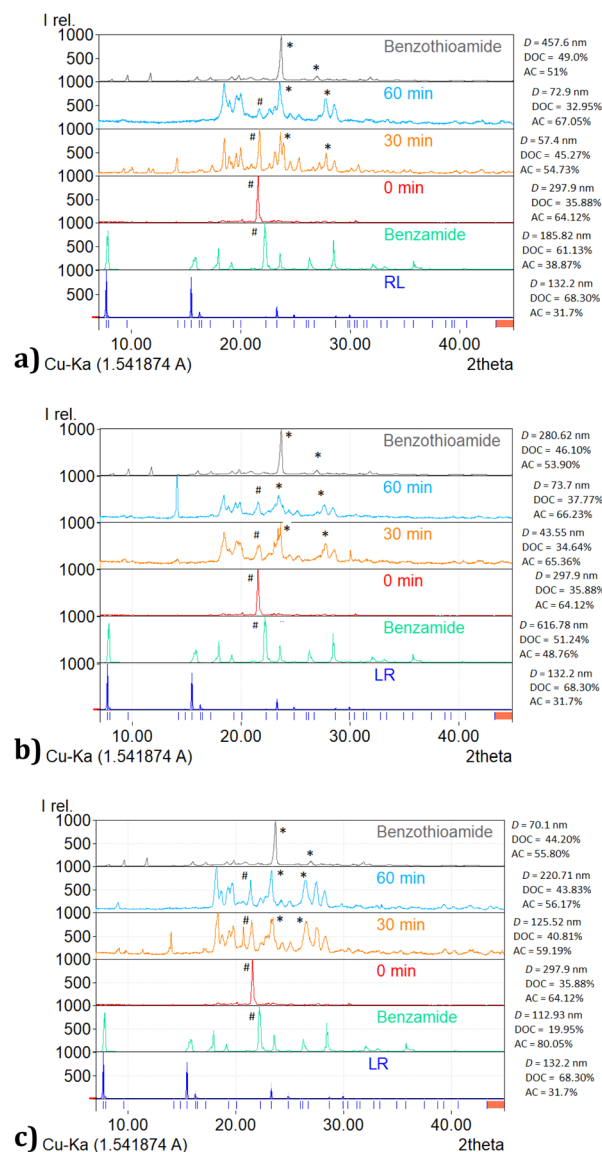 a)
I rel.
1000
Benzothioamide
*
*
D = 457.6 nm
DOC = 49.0%
AC = 51%
1000
500
60 min
#
*
*
D = 72.9 nm
DOC = 32.95%
AC = 67.05%
1000
500
30 min
#
*
*
D = 57.4 nm
DOC = 45.27%
AC = 54.73%
1000
0 min
#
D = 297.9 nm
DOC = 35.88%
AC = 64.12%
1000
Benzamide
#
D = 185.82 nm
DOC = 61.13%
AC = 38.87%
1000
500
RL
D = 132.2 nm
DOC = 68.30%
AC = 31.7%
10.00 20.00 30.00 40.00
Cu-Ka (1.541874 A) 2theta
b)
I rel.
1000
Benzothioamide
*
*
D = 280.62 nm
DOC = 46.10%
AC = 53.90%
1000
500
60 min
#
*
*
D = 73.7 nm
DOC = 37.77%
AC = 66.23%
1000
500
30 min
#
*
*
D = 43.55 nm
DOC = 34.64%
AC = 65.36%
1000
0 min
#
D = 297.9 nm
DOC = 35.88%
AC = 64.12%
1000
Benzamide
#
D = 616.78 nm
DOC = 51.24%
AC = 48.76%
1000
500
LR
D = 132.2 nm
DOC = 68.30%
AC = 31.7%
10.00 20.00 30.00 40.00
Cu-Ka (1.541874 A) 2theta
c)
I rel.
1000
Benzothioamide
*
*
D = 70.1 nm
DOC = 44.20%
AC = 55.80%
1000
500
60 min
#
*
*
D = 220.71 nm
DOC = 43.83%
AC = 56.17%
1000
500
30 min
#
*
*
D = 125.52 nm
DOC = 40.81%
AC = 59.19%
1000
0 min
#
D = 297.9 nm
DOC = 35.88%
AC = 64.12%
1000
Benzamide
#
D = 112.93 nm
DOC = 19.95%
AC = 80.05%
1000
500
LR
D = 132.2 nm
DOC = 68.30%
AC = 31.7%
10.00 20.00 30.00 40.00
Cu-Ka (1.541874 A) 2theta